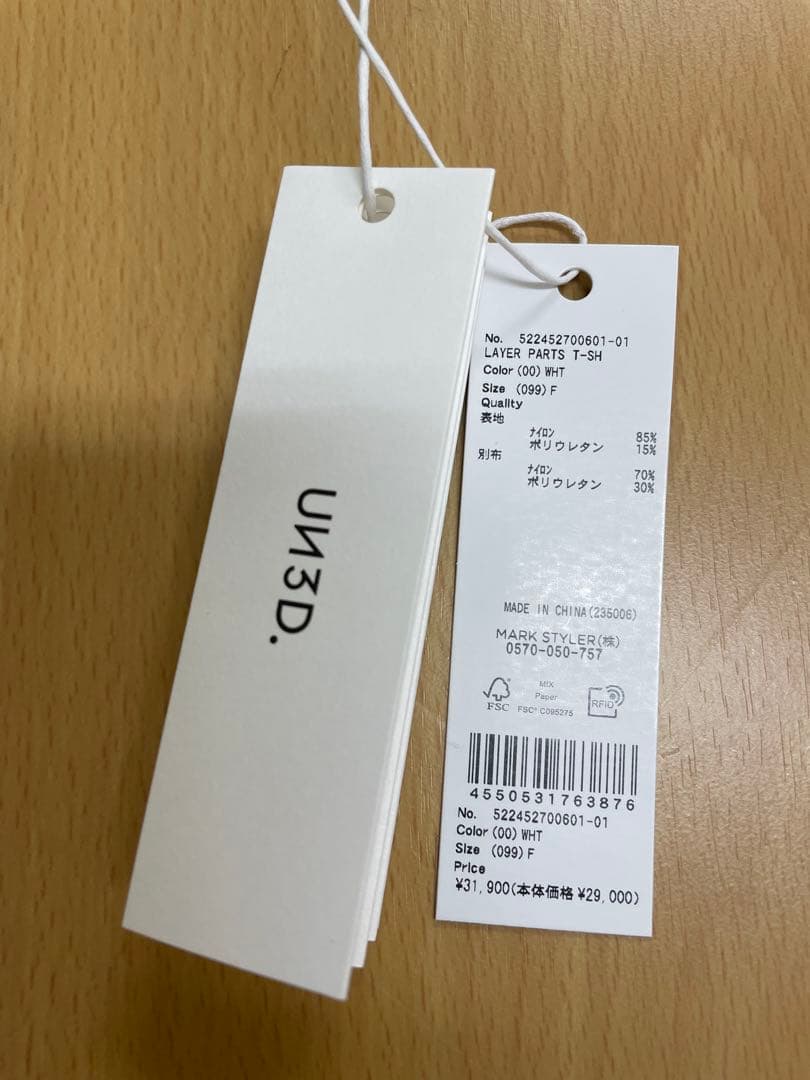 UN3D.
No. 522452700601-01
LAYER PARTS T-SH
Color (00) WHT
Size (099) F
Quality
表地
ﾅｲﾛﾝ 85%
ポリウレタン 15%
別布
ﾅｲﾛﾝ 70%
ポリウレタン 30%
MADE IN CHINA(235006)
MARK STYLER(株)
0570-050-757
FSC
MIX
Paper
FSC® C095275
RFID
4550531763876
No. 522452700601-01
Color (00) WHT
Size (099) F
Price
¥31,900(本体価格 ¥29,000)